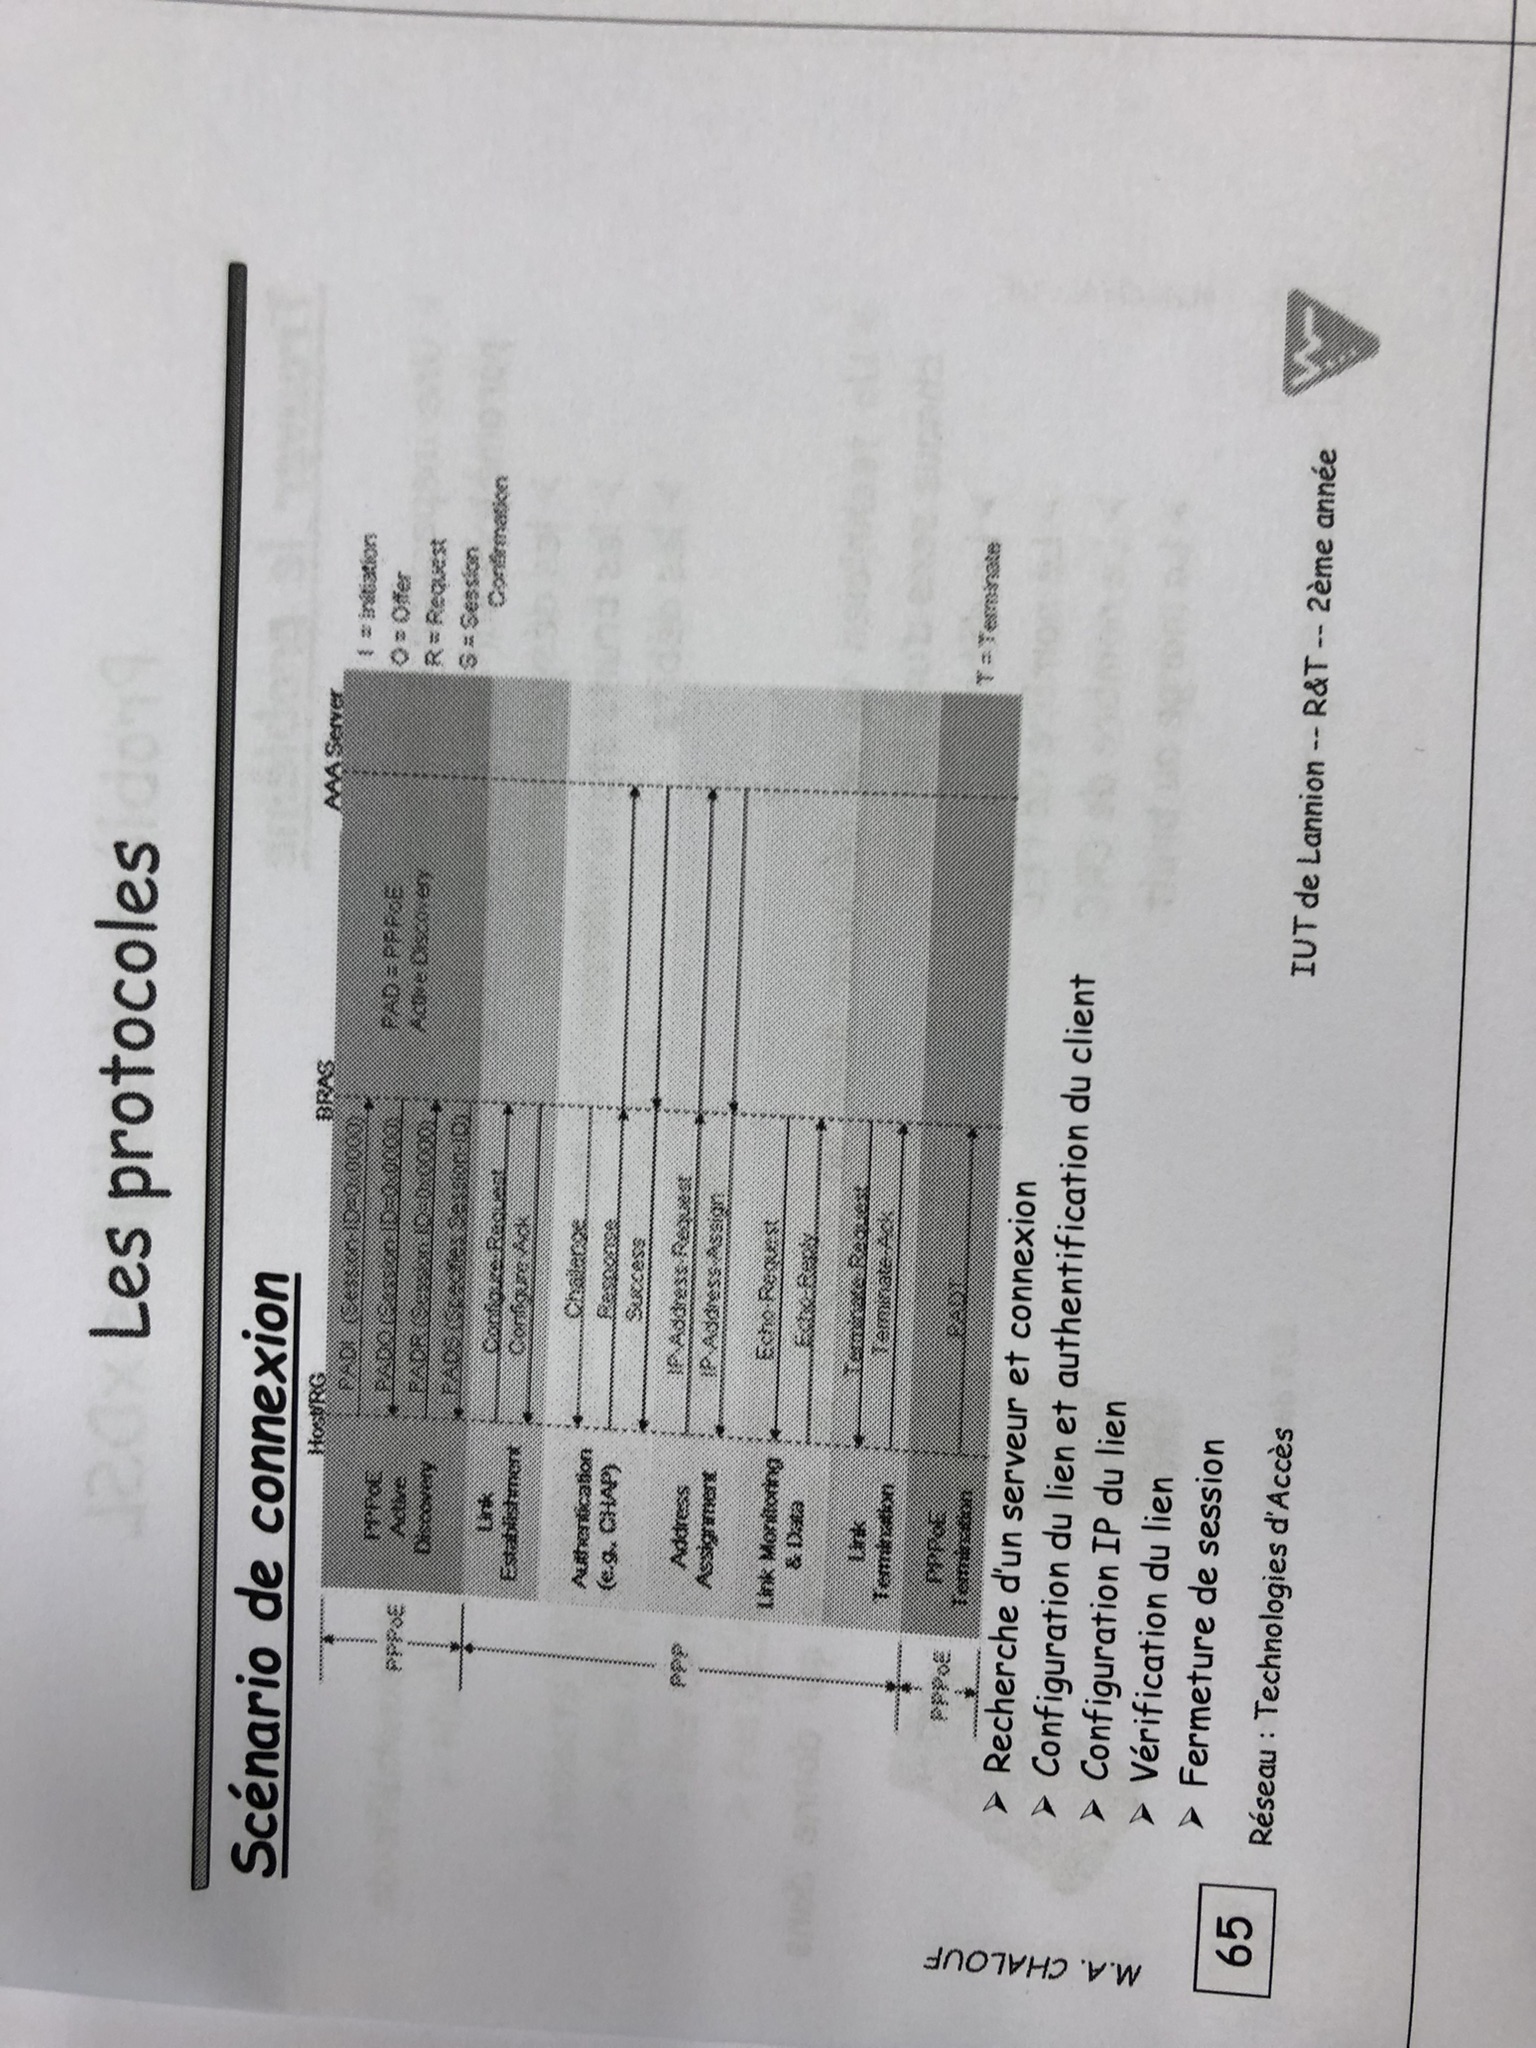 Les protocoles
Scénario de connexion
Host/RG
BRAS
AAA Server
PPPoE
Active
Discovery
PADI (Session ID=0x0000)
PADO (Session ID=0x0000)
PADR (Session ID=0x0000)
PADS (Specifies Session ID)
PAD = PPPoE
Active Discovery
I = Initiation
O = Offer
R = Request
S = Session
Confirmation
Link
Establishment
Configure-Request
Configure-Ack
Authentication
(e.g., CHAP)
Challenge
Response
Success
Address
Assignment
IP-Address-Request
IP-Address-Assign
Link Monitoring
& Data
Echo-Request
Echo-Reply
Link
Termination
Terminate-Request
Terminate-Ack
PPPoE
Termination
PADT
T = Terminate
PPPoE
PPP
PPPoE
➢ Recherche d'un serveur et connexion
➢ Configuration du lien et authentification du client
➢ Configuration IP du lien
➢ Vérification du lien
➢ Fermeture de session
M.A. CHALOUF
65
Réseau : Technologies d'Accès
IUT de Lannion -- R&T -- 2ème année